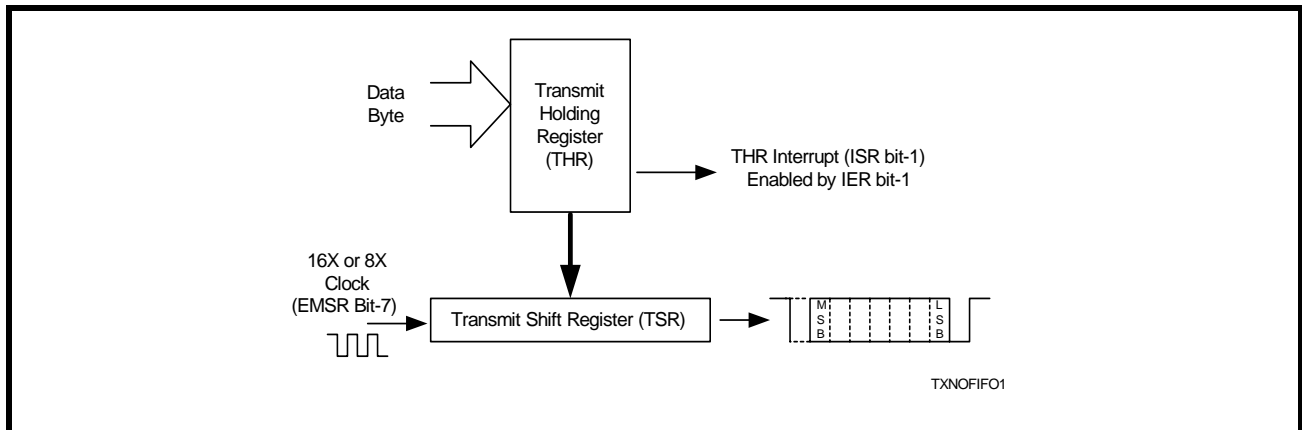 Data
Byte
Transmit
Holding
Register
(THR)
THR Interrupt (ISR bit-1)
Enabled by IER bit-1
16X or 8X
Clock
(EMSR Bit-7)
Transmit Shift Register (TSR)
M
S
B
L
S
B
TXNOFIFO1